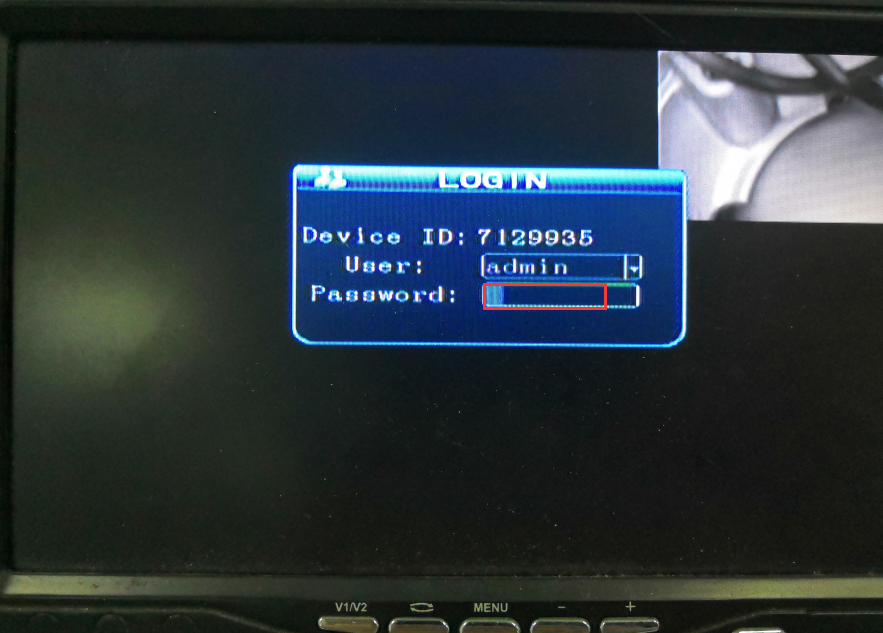 LOGIN
Device ID: 7129935
User: admin
Password:
V1/V2 MENU - +